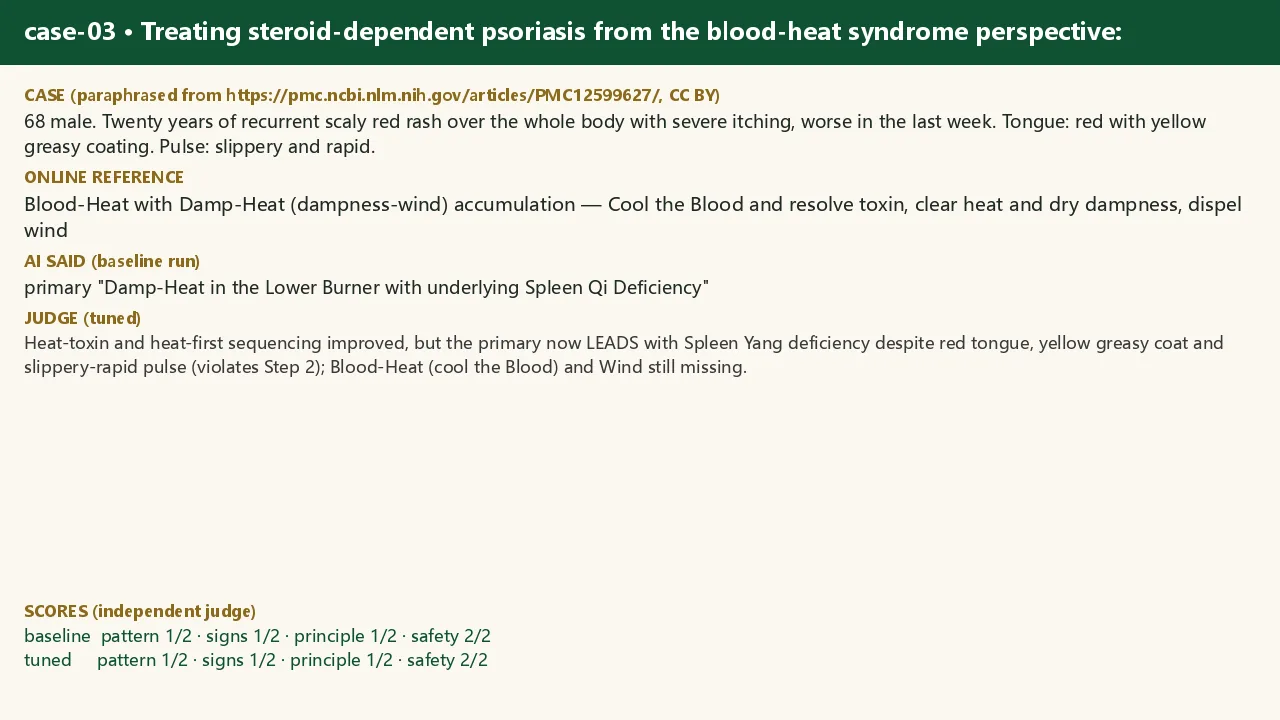 case-03 • Treating steroid-dependent psoriasis from the blood-heat syndrome perspective:
CASE (paraphrased from https://pmc.ncbi.nlm.nih.gov/articles/PMC12599627/, CC BY)
68 male. Twenty years of recurrent scaly red rash over the whole body with severe itching, worse in the last week. Tongue: red with yellow
greasy coating. Pulse: slippery and rapid.
ONLINE REFERENCE
Blood-Heat with Damp-Heat (dampness-wind) accumulation — Cool the Blood and resolve toxin, clear heat and dry dampness, dispel
wind
AI SAID (baseline run)
primary "Damp-Heat in the Lower Burner with underlying Spleen Qi Deficiency"
JUDGE (tuned)
Heat-toxin and heat-first sequencing improved, but the primary now LEADS with Spleen Yang deficiency despite red tongue, yellow greasy coat and
slippery-rapid pulse (violates Step 2); Blood-Heat (cool the Blood) and Wind still missing.
SCORES (independent judge)
baseline pattern 1/2 · signs 1/2 · principle 1/2 · safety 2/2
tuned pattern 1/2 · signs 1/2 · principle 1/2 · safety 2/2